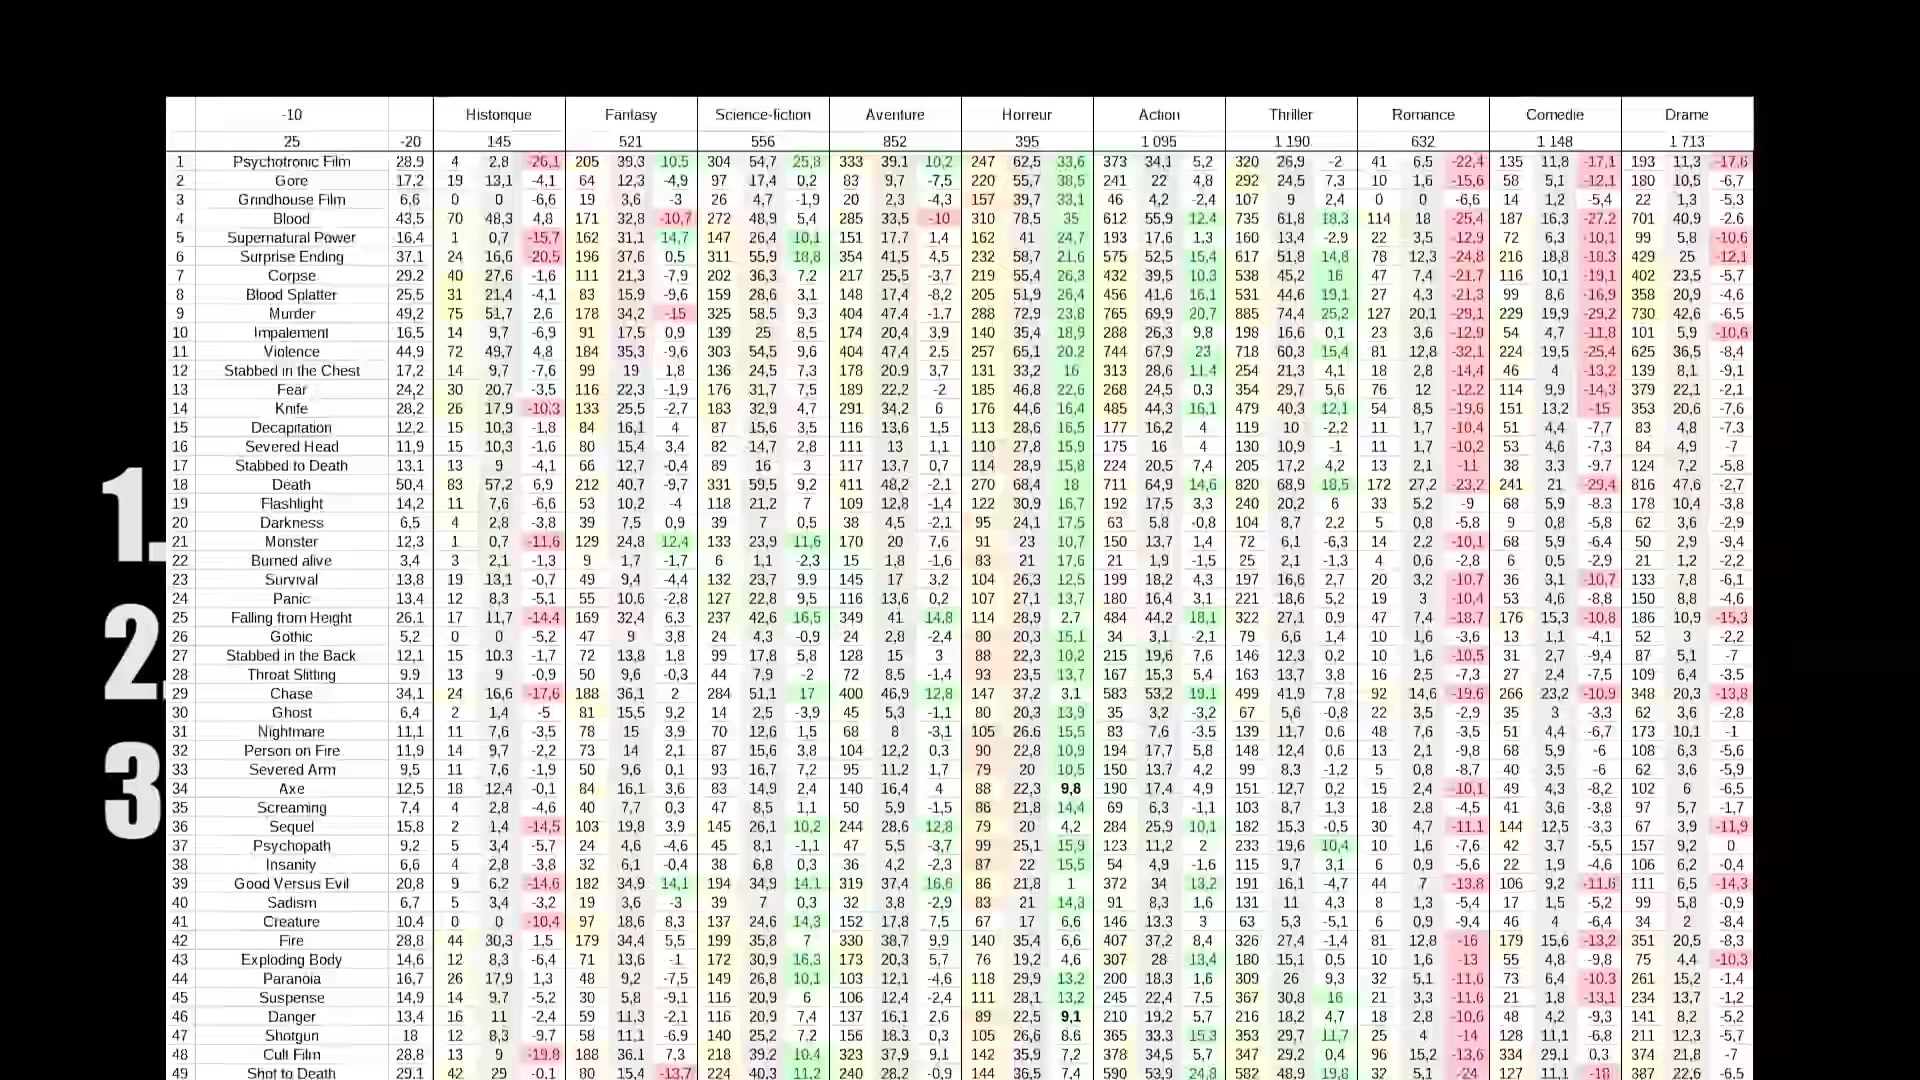 -10 Historique Fantasy Science-fiction Aventure Horreur Action Thriller Romance Comedie Drame
25 -20 145 521 556 852 395 1 095 1 190 632 1 148 1 713
1 Psychotronic Film 28,9 4 2,8 -26,1 205 39,3 10,5 304 54,7 25,8 333 39,1 10,2 247 62,5 33,6 373 34,1 5,2 320 26,9 -2 41 6,5 -22,4 135 11,8 -17,1 193 11,3 -17,6
2 Gore 17,2 19 13,1 -4,1 64 12,3 -4,9 97 17,4 0,2 83 9,7 -7,5 220 55,7 38,5 241 22 4,8 292 24,5 7,3 10 1,6 -15,6 58 5,1 -12,1 180 10,5 -6,7
3 Grindhouse Film 6,6 0 0 -6,6 19 3,6 -3 26 4,7 -1,9 20 2,3 -4,3 157 39,7 33,1 46 4,2 -2,4 107 9 2,4 0 0 -6,6 14 1,2 -5,4 22 1,3 -5,3
4 Blood 43,5 70 48,3 4,8 171 32,8 -10,7 272 48,9 5,4 285 33,5 -10 310 78,5 35 612 55,9 12,4 735 61,8 18,3 114 18 -25,4 187 16,3 -27,2 701 40,9 -2,6
5 Supernatural Power 16,4 1 0,7 -15,7 162 31,1 14,7 147 26,4 10,1 151 17,7 1,4 162 41 24,7 193 17,6 1,3 160 13,4 -2,9 22 3,5 -12,9 72 6,3 -10,1 99 5,8 -10,6
6 Surprise Ending 37,1 24 16,6 -20,5 196 37,6 0,5 311 55,9 18,8 354 41,5 4,5 232 58,7 21,6 575 52,5 15,4 617 51,8 14,8 78 12,3 -24,8 216 18,8 -18,3 429 25 -12,1
7 Corpse 29,2 40 27,6 -1,6 111 21,3 -7,9 202 36,3 7,2 217 25,5 -3,7 219 55,4 26,3 432 39,5 10,3 538 45,2 16 47 7,4 -21,7 116 10,1 -19,1 402 23,5 -5,7
8 Blood Splatter 25,5 31 21,4 -4,1 83 15,9 -9,6 159 28,6 3,1 148 17,4 -8,2 205 51,9 26,4 456 41,6 16,1 531 44,6 19,1 27 4,3 -21,3 99 8,6 -16,9 358 20,9 -4,6
9 Murder 49,2 75 51,7 2,6 178 34,2 -15 325 58,5 9,3 404 47,4 -1,7 288 72,9 23,8 765 69,9 20,7 885 74,4 25,2 127 20,1 -29,1 229 19,9 -29,2 730 42,6 -6,5
10 Impalement 16,5 14 9,7 -6,9 91 17,5 0,9 139 25 8,5 174 20,4 3,9 140 35,4 18,9 288 26,3 9,8 198 16,6 0,1 23 3,6 -12,9 54 4,7 -11,8 101 5,9 -10,6
11 Violence 44,9 72 49,7 4,8 184 35,3 -9,6 303 54,5 9,6 404 47,4 2,5 257 65,1 20,2 744 67,9 23 718 60,3 15,4 81 12,8 -32,1 224 19,5 -25,4 625 36,5 -8,4
12 Stabbed in the Chest 17,2 14 9,7 -7,6 99 19 1,8 136 24,5 7,3 178 20,9 3,7 131 33,2 16 313 28,6 11,4 254 21,3 4,1 18 2,8 -14,4 46 4 -13,2 139 8,1 -9,1
13 Fear 24,2 30 20,7 -3,5 116 22,3 -1,9 176 31,7 7,5 189 22,2 -2 185 46,8 22,6 268 24,5 0,3 354 29,7 5,6 76 12 -12,2 114 9,9 -14,3 379 22,1 -2,1
14 Knife 28,2 26 17,9 -10,3 133 25,5 -2,7 183 32,9 4,7 291 34,2 6 176 44,6 16,4 485 44,3 16,1 479 40,3 12,1 54 8,5 -19,6 151 13,2 -15 353 20,6 -7,6
15 Decapitation 12,2 15 10,3 -1,8 84 16,1 4 87 15,6 3,5 116 13,6 1,5 113 28,6 16,5 177 16,2 4 119 10 -2,2 11 1,7 -10,4 51 4,4 -7,7 83 4,8 -7,3
16 Severed Head 11,9 15 10,3 -1,6 80 15,4 3,4 82 14,7 2,8 111 13 1,1 110 27,8 15,9 175 16 4 130 10,9 -1 11 1,7 -10,2 53 4,6 -7,3 84 4,9 -7
17 Stabbed to Death 13,1 13 9 -4,1 66 12,7 -0,4 89 16 3 117 13,7 0,7 114 28,9 15,8 224 20,5 7,4 205 17,2 4,2 13 2,1 -11 38 3,3 -9,7 124 7,2 -5,8
18 Death 50,4 83 57,2 6,9 212 40,7 -9,7 331 59,5 9,2 411 48,2 -2,1 270 68,4 18 711 64,9 14,6 820 68,9 18,5 172 27,2 -23,2 241 21 -29,4 816 47,6 -2,7
19 Flashlight 14,2 11 7,6 -6,6 53 10,2 -4 118 21,2 7 109 12,8 -1,4 122 30,9 16,7 192 17,5 3,3 240 20,2 6 33 5,2 -9 68 5,9 -8,3 178 10,4 -3,8
20 Darkness 6,5 4 2,8 -3,8 39 7,5 0,9 39 7 0,5 38 4,5 -2,1 95 24,1 17,5 63 5,8 -0,8 104 8,7 2,2 5 0,8 -5,8 9 0,8 -5,8 62 3,6 -2,9
1. 21 Monster 12,3 1 0,7 -11,6 129 24,8 12,4 133 23,9 11,6 170 20 7,6 91 23 10,7 150 13,7 1,4 72 6,1 -6,3 14 2,2 -10,1 68 5,9 -6,4 50 2,9 -9,4
22 Burned alive 3,4 3 2,1 -1,3 9 1,7 -1,7 6 1,1 -2,3 15 1,8 -1,6 83 21 17,6 21 1,9 -1,5 25 2,1 -1,3 4 0,6 -2,8 6 0,5 -2,9 21 1,2 -2,2
23 Survival 13,8 19 13,1 -0,7 49 9,4 -4,4 132 23,7 9,9 145 17 3,2 104 26,3 12,5 199 18,2 4,3 197 16,6 2,7 20 3,2 -10,7 36 3,1 -10,7 133 7,8 -6,1
24 Panic 13,4 12 8,3 -5,1 55 10,6 -2,8 127 22,8 9,5 116 13,6 0,2 107 27,1 13,7 180 16,4 3,1 221 18,6 5,2 19 3 -10,4 53 4,6 -8,8 150 8,8 -4,6
25 Falling from Height 26,1 17 11,7 -14,4 169 32,4 6,3 237 42,6 16,5 349 41 14,8 114 28,9 2,7 484 44,2 18,1 322 27,1 0,9 47 7,4 -18,7 176 15,3 -10,8 186 10,9 -15,3
26 Gothic 5,2 0 0 -5,2 47 9 3,8 24 4,3 -0,9 24 2,8 -2,4 80 20,3 15,1 34 3,1 -2,1 79 6,6 1,4 10 1,6 -3,6 13 1,1 -4,1 52 3 -2,2
2 27 Stabbed in the Back 12,1 15 10,3 -1,7 72 13,8 1,8 99 17,8 5,8 128 15 3 88 22,3 10,2 215 19,6 7,6 146 12,3 0,2 10 1,6 -10,5 31 2,7 -9,4 87 5,1 -7
28 Throat Slitting 9,9 13 9 -0,9 50 9,6 -0,3 44 7,9 -2 72 8,5 -1,4 93 23,5 13,7 167 15,3 5,4 163 13,7 3,8 16 2,5 -7,3 27 2,4 -7,5 109 6,4 -3,5
29 Chase 34,1 24 16,6 -17,6 188 36,1 2 284 51,1 17 400 46,9 12,8 147 37,2 3,1 583 53,2 19,1 499 41,9 7,8 92 14,6 -19,6 266 23,2 -10,9 348 20,3 -13,8
30 Ghost 6,4 2 1,4 -5 81 15,5 9,2 14 2,5 -3,9 45 5,3 -1,1 80 20,3 13,9 35 3,2 -3,2 67 5,6 -0,8 22 3,5 -2,9 35 3 -3,3 62 3,6 -2,8
31 Nightmare 11,1 11 7,6 -3,5 78 15 3,9 70 12,6 1,5 68 8 -3,1 105 26,6 15,5 83 7,6 -3,5 139 11,7 0,6 48 7,6 -3,5 51 4,4 -6,7 173 10,1 -1
32 Person on Fire 11,9 14 9,7 -2,2 73 14 2,1 87 15,6 3,8 104 12,2 0,3 90 22,8 10,9 194 17,7 5,8 148 12,4 0,6 13 2,1 -9,8 68 5,9 -6 108 6,3 -5,6
33 Severed Arm 9,5 11 7,6 -1,9 50 9,6 0,1 93 16,7 7,2 95 11,2 1,7 79 20 10,5 150 13,7 4,2 99 8,3 -1,2 5 0,8 -8,7 40 3,5 -6 62 3,6 -5,9
3 34 Axe 12,5 18 12,4 -0,1 84 16,1 3,6 83 14,9 2,4 140 16,4 4 88 22,3 9,8 190 17,4 4,9 151 12,7 0,2 15 2,4 -10,1 49 4,3 -8,2 102 6 -6,5
35 Screaming 7,4 4 2,8 -4,6 40 7,7 0,3 47 8,5 1,1 50 5,9 -1,5 86 21,8 14,4 69 6,3 -1,1 103 8,7 1,3 18 2,8 -4,5 41 3,6 -3,8 97 5,7 -1,7
36 Sequel 15,8 2 1,4 -14,5 103 19,8 3,9 145 26,1 10,2 244 28,6 12,8 79 20 4,2 284 25,9 10,1 182 15,3 -0,5 30 4,7 -11,1 144 12,5 -3,3 67 3,9 -11,9
37 Psychopath 9,2 5 3,4 -5,7 24 4,6 -4,6 45 8,1 -1,1 47 5,5 -3,7 99 25,1 15,9 123 11,2 2 233 19,6 10,4 10 1,6 -7,6 42 3,7 -5,5 157 9,2 0
38 Insanity 6,6 4 2,8 -3,8 32 6,1 -0,4 38 6,8 0,3 36 4,2 -2,3 87 22 15,5 54 4,9 -1,6 115 9,7 3,1 6 0,9 -5,6 22 1,9 -4,6 106 6,2 -0,4
39 Good Versus Evil 20,8 9 6,2 -14,6 182 34,9 14,1 194 34,9 14,1 319 37,4 16,6 86 21,8 1 372 34 13,2 191 16,1 -4,7 44 7 -13,8 106 9,2 -11,6 111 6,5 -14,3
40 Sadism 6,7 5 3,4 -3,2 19 3,6 -3 39 7 0,3 32 3,8 -2,9 83 21 14,3 91 8,3 1,6 131 11 4,3 8 1,3 -5,4 17 1,5 -5,2 99 5,8 -0,9
41 Creature 10,4 0 0 -10,4 97 18,6 8,3 137 24,6 14,3 152 17,8 7,5 67 17 6,6 146 13,3 3 63 5,3 -5,1 6 0,9 -9,4 46 4 -6,4 34 2 -8,4
42 Fire 28,8 44 30,3 1,5 179 34,4 5,5 199 35,8 7 330 38,7 9,9 140 35,4 6,6 407 37,2 8,4 326 27,4 -1,4 81 12,8 -16 179 15,6 -13,2 351 20,5 -8,3
43 Exploding Body 14,6 12 8,3 -6,4 71 13,6 -1 172 30,9 16,3 173 20,3 5,7 76 19,2 4,6 307 28 13,4 180 15,1 0,5 10 1,6 -13 55 4,8 -9,8 75 4,4 -10,3
44 Paranoia 16,7 26 17,9 1,3 48 9,2 -7,5 149 26,8 10,1 103 12,1 -4,6 118 29,9 13,2 200 18,3 1,6 309 26 9,3 32 5,1 -11,6 73 6,4 -10,3 261 15,2 -1,4
45 Suspense 14,9 14 9,7 -5,2 30 5,8 -9,1 116 20,9 6 106 12,4 -2,4 111 28,1 13,2 245 22,4 7,5 367 30,8 16 21 3,3 -11,6 21 1,8 -13,1 234 13,7 -1,2
46 Danger 13,4 16 11 -2,4 59 11,3 -2,1 116 20,9 7,4 137 16,1 2,6 89 22,5 9,1 210 19,2 5,7 216 18,2 4,7 18 2,8 -10,6 48 4,2 -9,3 141 8,2 -5,2
47 Shotgun 18 12 8,3 -9,7 58 11,1 -6,9 140 25,2 7,2 156 18,3 0,3 105 26,6 8,6 365 33,3 15,3 353 29,7 11,7 25 4 -14 128 11,1 -6,8 211 12,3 -5,7
48 Cult Film 28,8 13 9 -19,8 188 36,1 7,3 218 39,2 10,4 323 37,9 9,1 142 35,9 7,2 378 34,5 5,7 347 29,2 0,4 96 15,2 -13,6 334 29,1 0,3 374 21,8 -7
49 Shot to Death 29,1 42 29 -0,1 80 15,4 -13,7 224 40,3 11,2 240 28,2 -0,9 144 36,5 7,4 590 53,9 24,8 582 48,9 19,8 32 5,1 -24 127 11,1 -18 387 22,6 -6,5